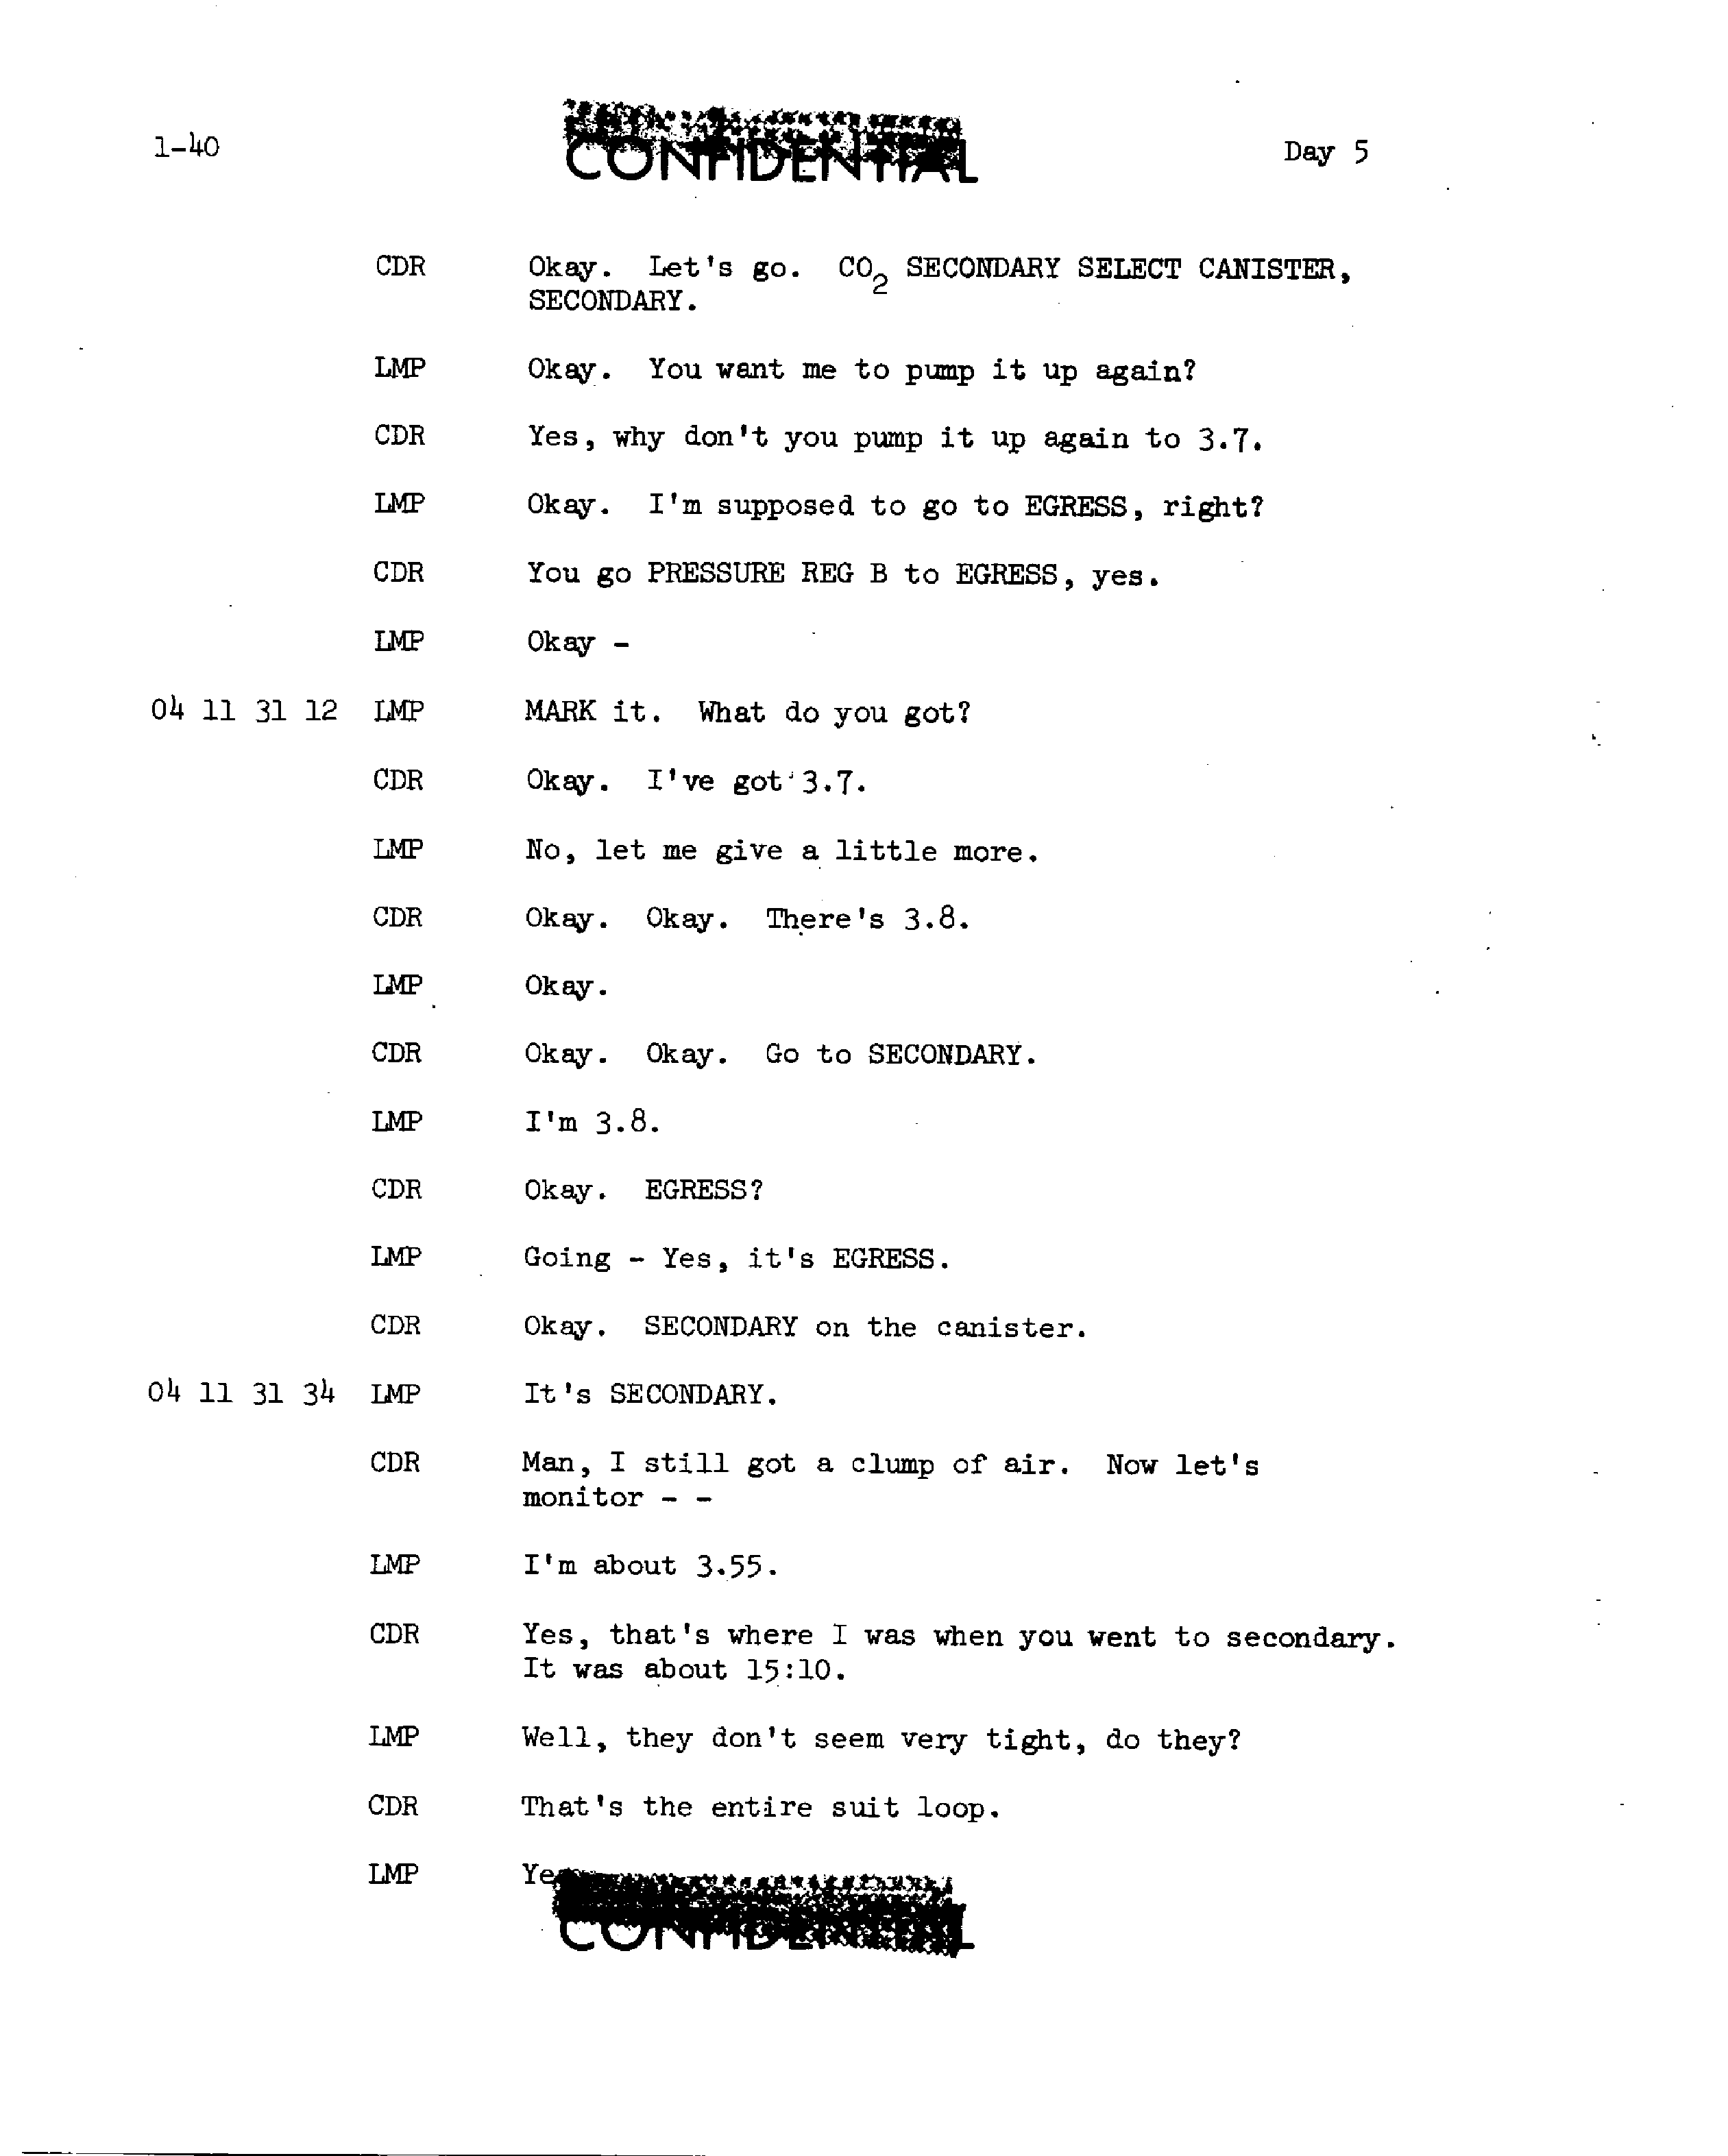 1-40 CONFIDENTIAL Day 5
CDR Okay. Let's go. CO2 SECONDARY SELECT CANISTER,
SECONDARY.
LMP Okay. You want me to pump it up again?
CDR Yes, why don't you pump it up again to 3.7.
LMP Okay. I'm supposed to go to EGRESS, right?
CDR You go PRESSURE REG B to EGRESS, yes.
LMP Okay -
04 11 31 12 LMP MARK it. What do you got?
CDR Okay. I've got 3.7.
LMP No, let me give a little more.
CDR Okay. Okay. There's 3.8.
LMP Okay.
CDR Okay. Okay. Go to SECONDARY.
LMP I'm 3.8.
CDR Okay. EGRESS?
LMP Going - Yes, it's EGRESS.
CDR Okay. SECONDARY on the canister.
04 11 31 34 LMP It's SECONDARY.
CDR Man, I still got a clump of air. Now let's
monitor - -
LMP I'm about 3.55.
CDR Yes, that's where I was when you went to secondary.
It was about 15:10.
LMP Well, they don't seem very tight, do they?
CDR That's the entire suit loop.
LMP
CONFIDENTIAL